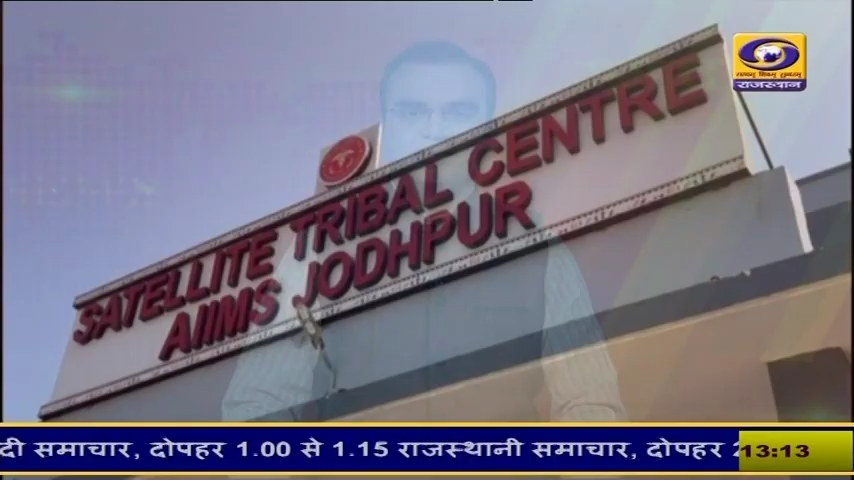 सत्यम् शिवम् सुन्दरम्
राजस्थान
SATELLITE TRIBAL CENTRE
AIIMS JODHPUR
दी समाचार, दोपहर 1.00 से 1.15 राजस्थानी समाचार, दोपहर
13:13